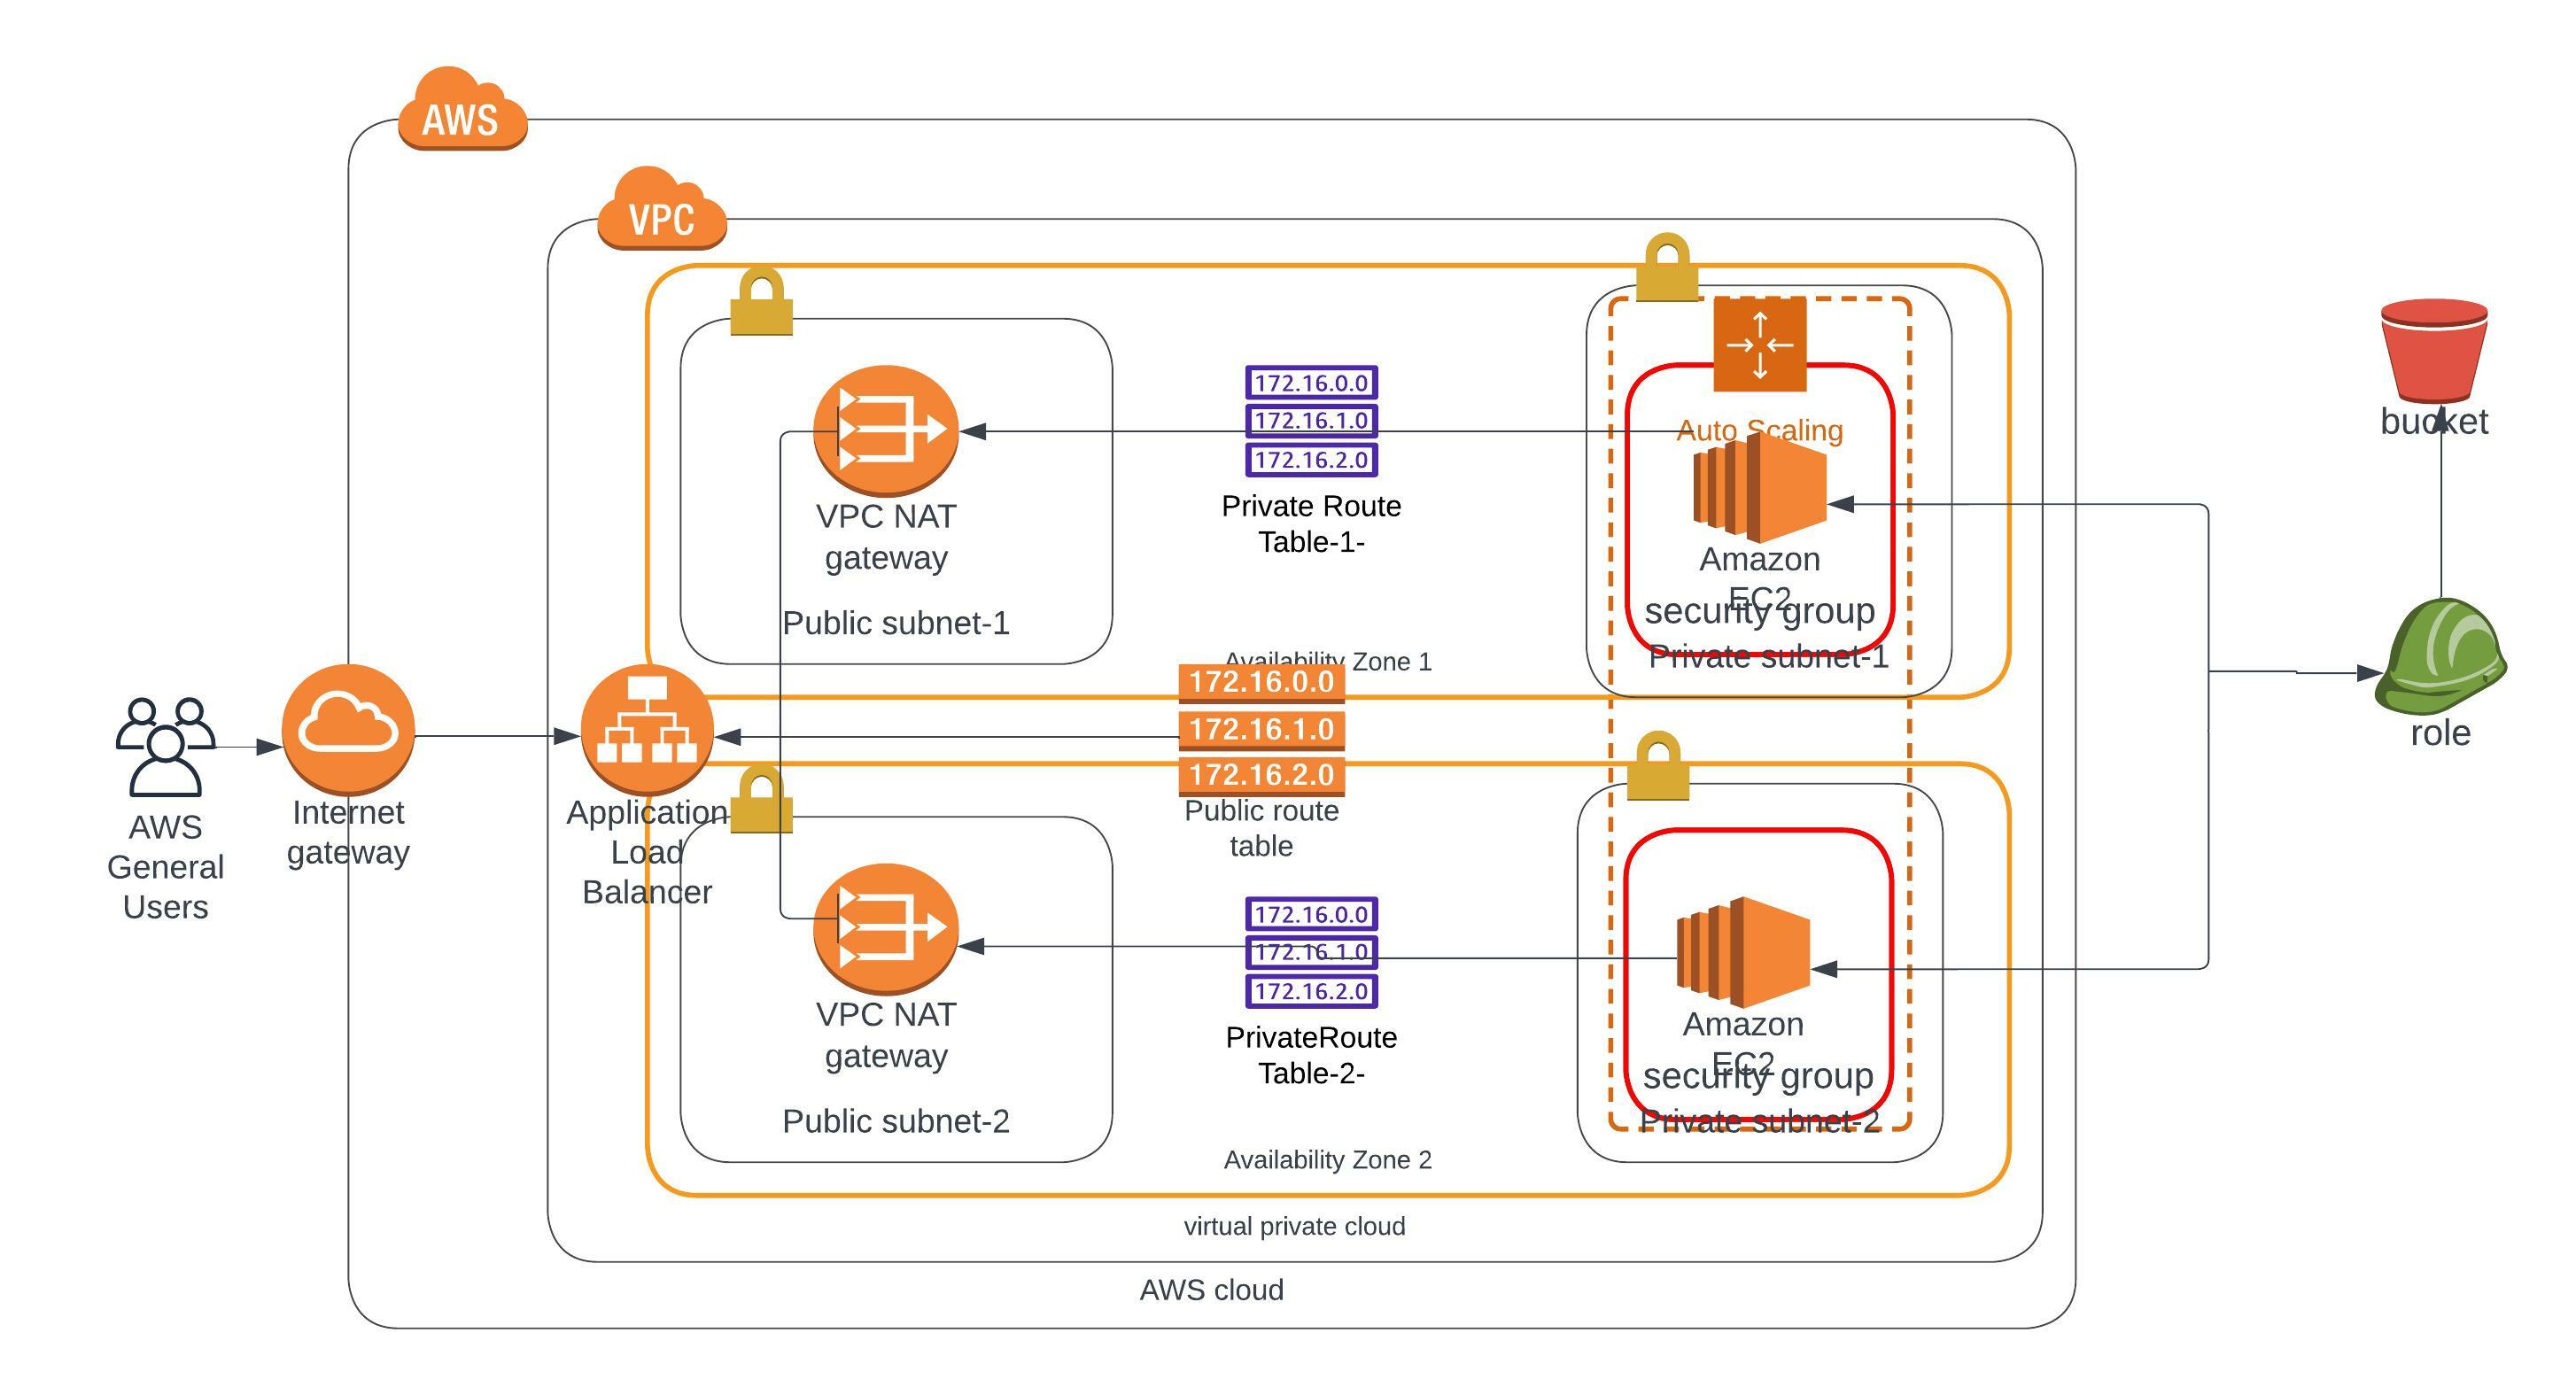 AWS
VPC
172.16.0.0
172.16.1.0
172.16.2.0
Private Route
Table-1-
Auto Scaling
VPC NAT
gateway
Public subnet-1
Amazon
EC2
security group
Private subnet-1
Availability Zone 1
bucket
role
AWS
General
Users
Internet
gateway
Application
Load
Balancer
172.16.0.0
172.16.1.0
172.16.2.0
Public route
table
172.16.0.0
172.16.1.0
172.16.2.0
PrivateRoute
Table-2-
VPC NAT
gateway
Public subnet-2
Amazon
EC2
security group
Private subnet-2
Availability Zone 2
virtual private cloud
AWS cloud